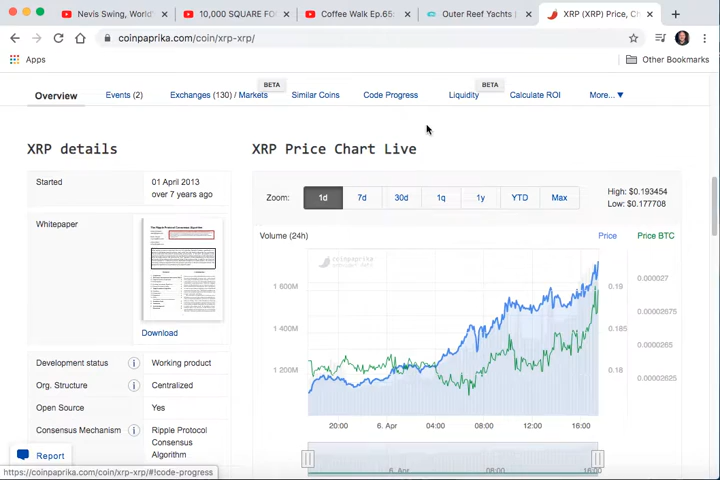 Nevis Swing, World'
10,000 SQUARE FO
Coffee Walk Ep.65
Outer Reef Yachts |
XRP (XRP) Price, C
coinpaprika.com/coin/xrp-xrp/
Apps
Other Bookmarks
BETA
BETA
Overview
Events (2)
Exchanges (130) / Markets
Similar Coins
Code Progress
Liquidity
Calculate ROI
More... ▼
XRP details
XRP Price Chart Live
Started
01 April 2013
over 7 years ago
Zoom:
1d
7d
30d
1q
1y
YTD
Max
High: $0.193454
Low: $0.177708
Whitepaper
Download
Volume (24h)
Price
Price BTC
coinpaprika
1 600M
1 400M
1 200M
0.19
0.185
0.18
0.000027
0.00002675
0.0000265
0.00002625
20:00
6. Apr
04:00
08:00
12:00
16:00
6. Apr
08:00
16:00
Development status
i
Working product
Org. Structure
i
Centralized
Open Source
Yes
Consensus Mechanism
i
Ripple Protocol
Consensus
Algorithm
Report
https://coinpaprika.com/coin/xrp-xrp/#!code-progress